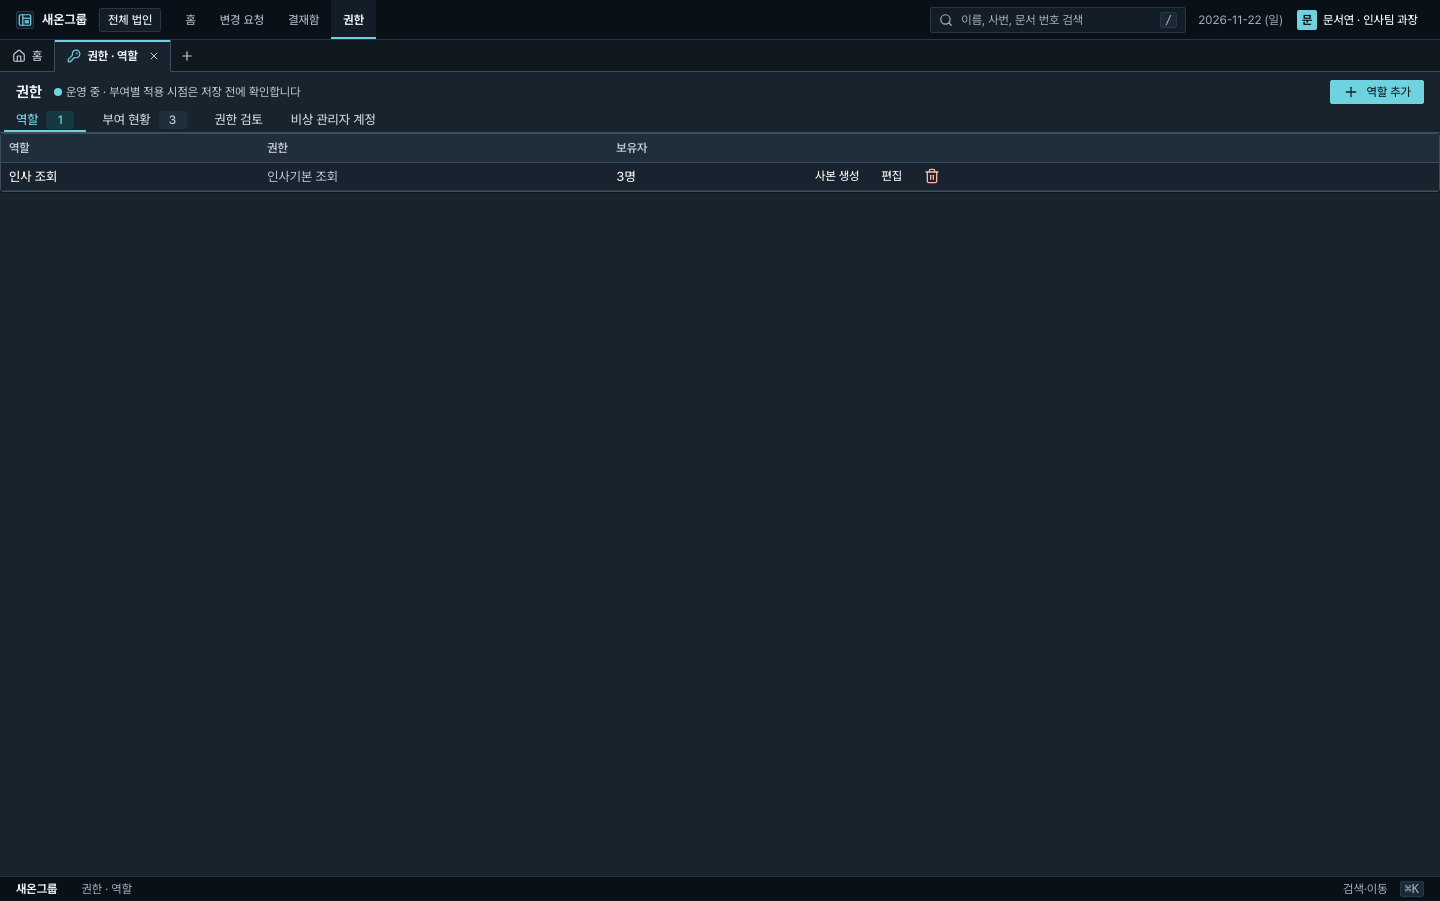 새온그룹 전체 법인 홈 변경 요청 결재함 권한 이름, 사번, 문서 번호 검색 / 2026-11-22 (일) 문 문서연 · 인사팀 과장
홈 권한 · 역할
권한 운영 중 · 부여별 적용 시점은 저장 전에 확인합니다 역할 추가
역할 1 부여 현황 3 권한 검토 비상 관리자 계정
역할 권한 보유자
인사 조회 인사기본 조회 3명 사본 생성 편집
새온그룹 권한 · 역할 검색·이동 ⌘K